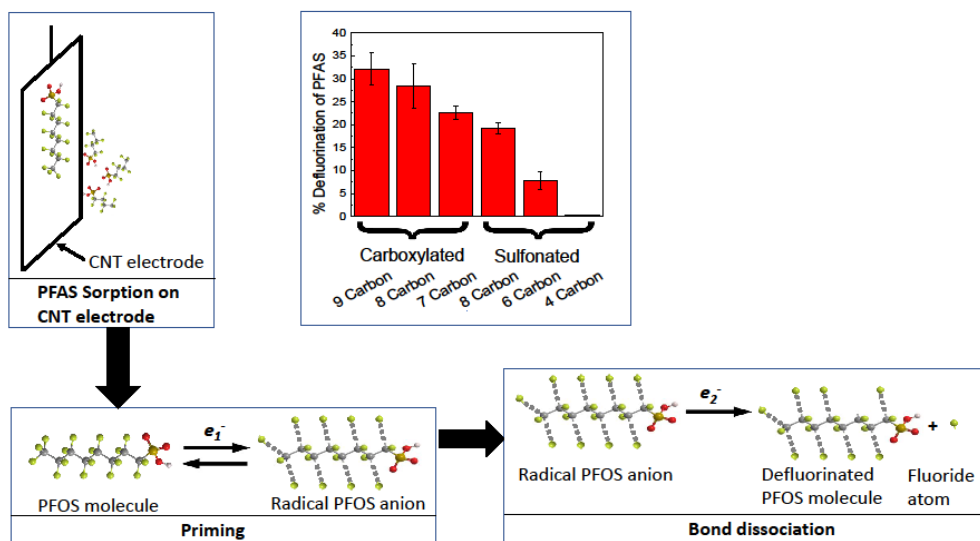 CNT electrode
PFAS Sorption on
CNT electrode
% Defluorination of PFAS
40
35
30
25
20
15
10
5
0
Carboxylated
Sulfonated
9 Carbon
8 Carbon
7 Carbon
8 Carbon
6 Carbon
4 Carbon
e1-
PFOS molecule
Radical PFOS anion
Priming
e2-
+
Radical PFOS anion
Defluorinated
PFOS molecule
Fluoride
atom
Bond dissociation